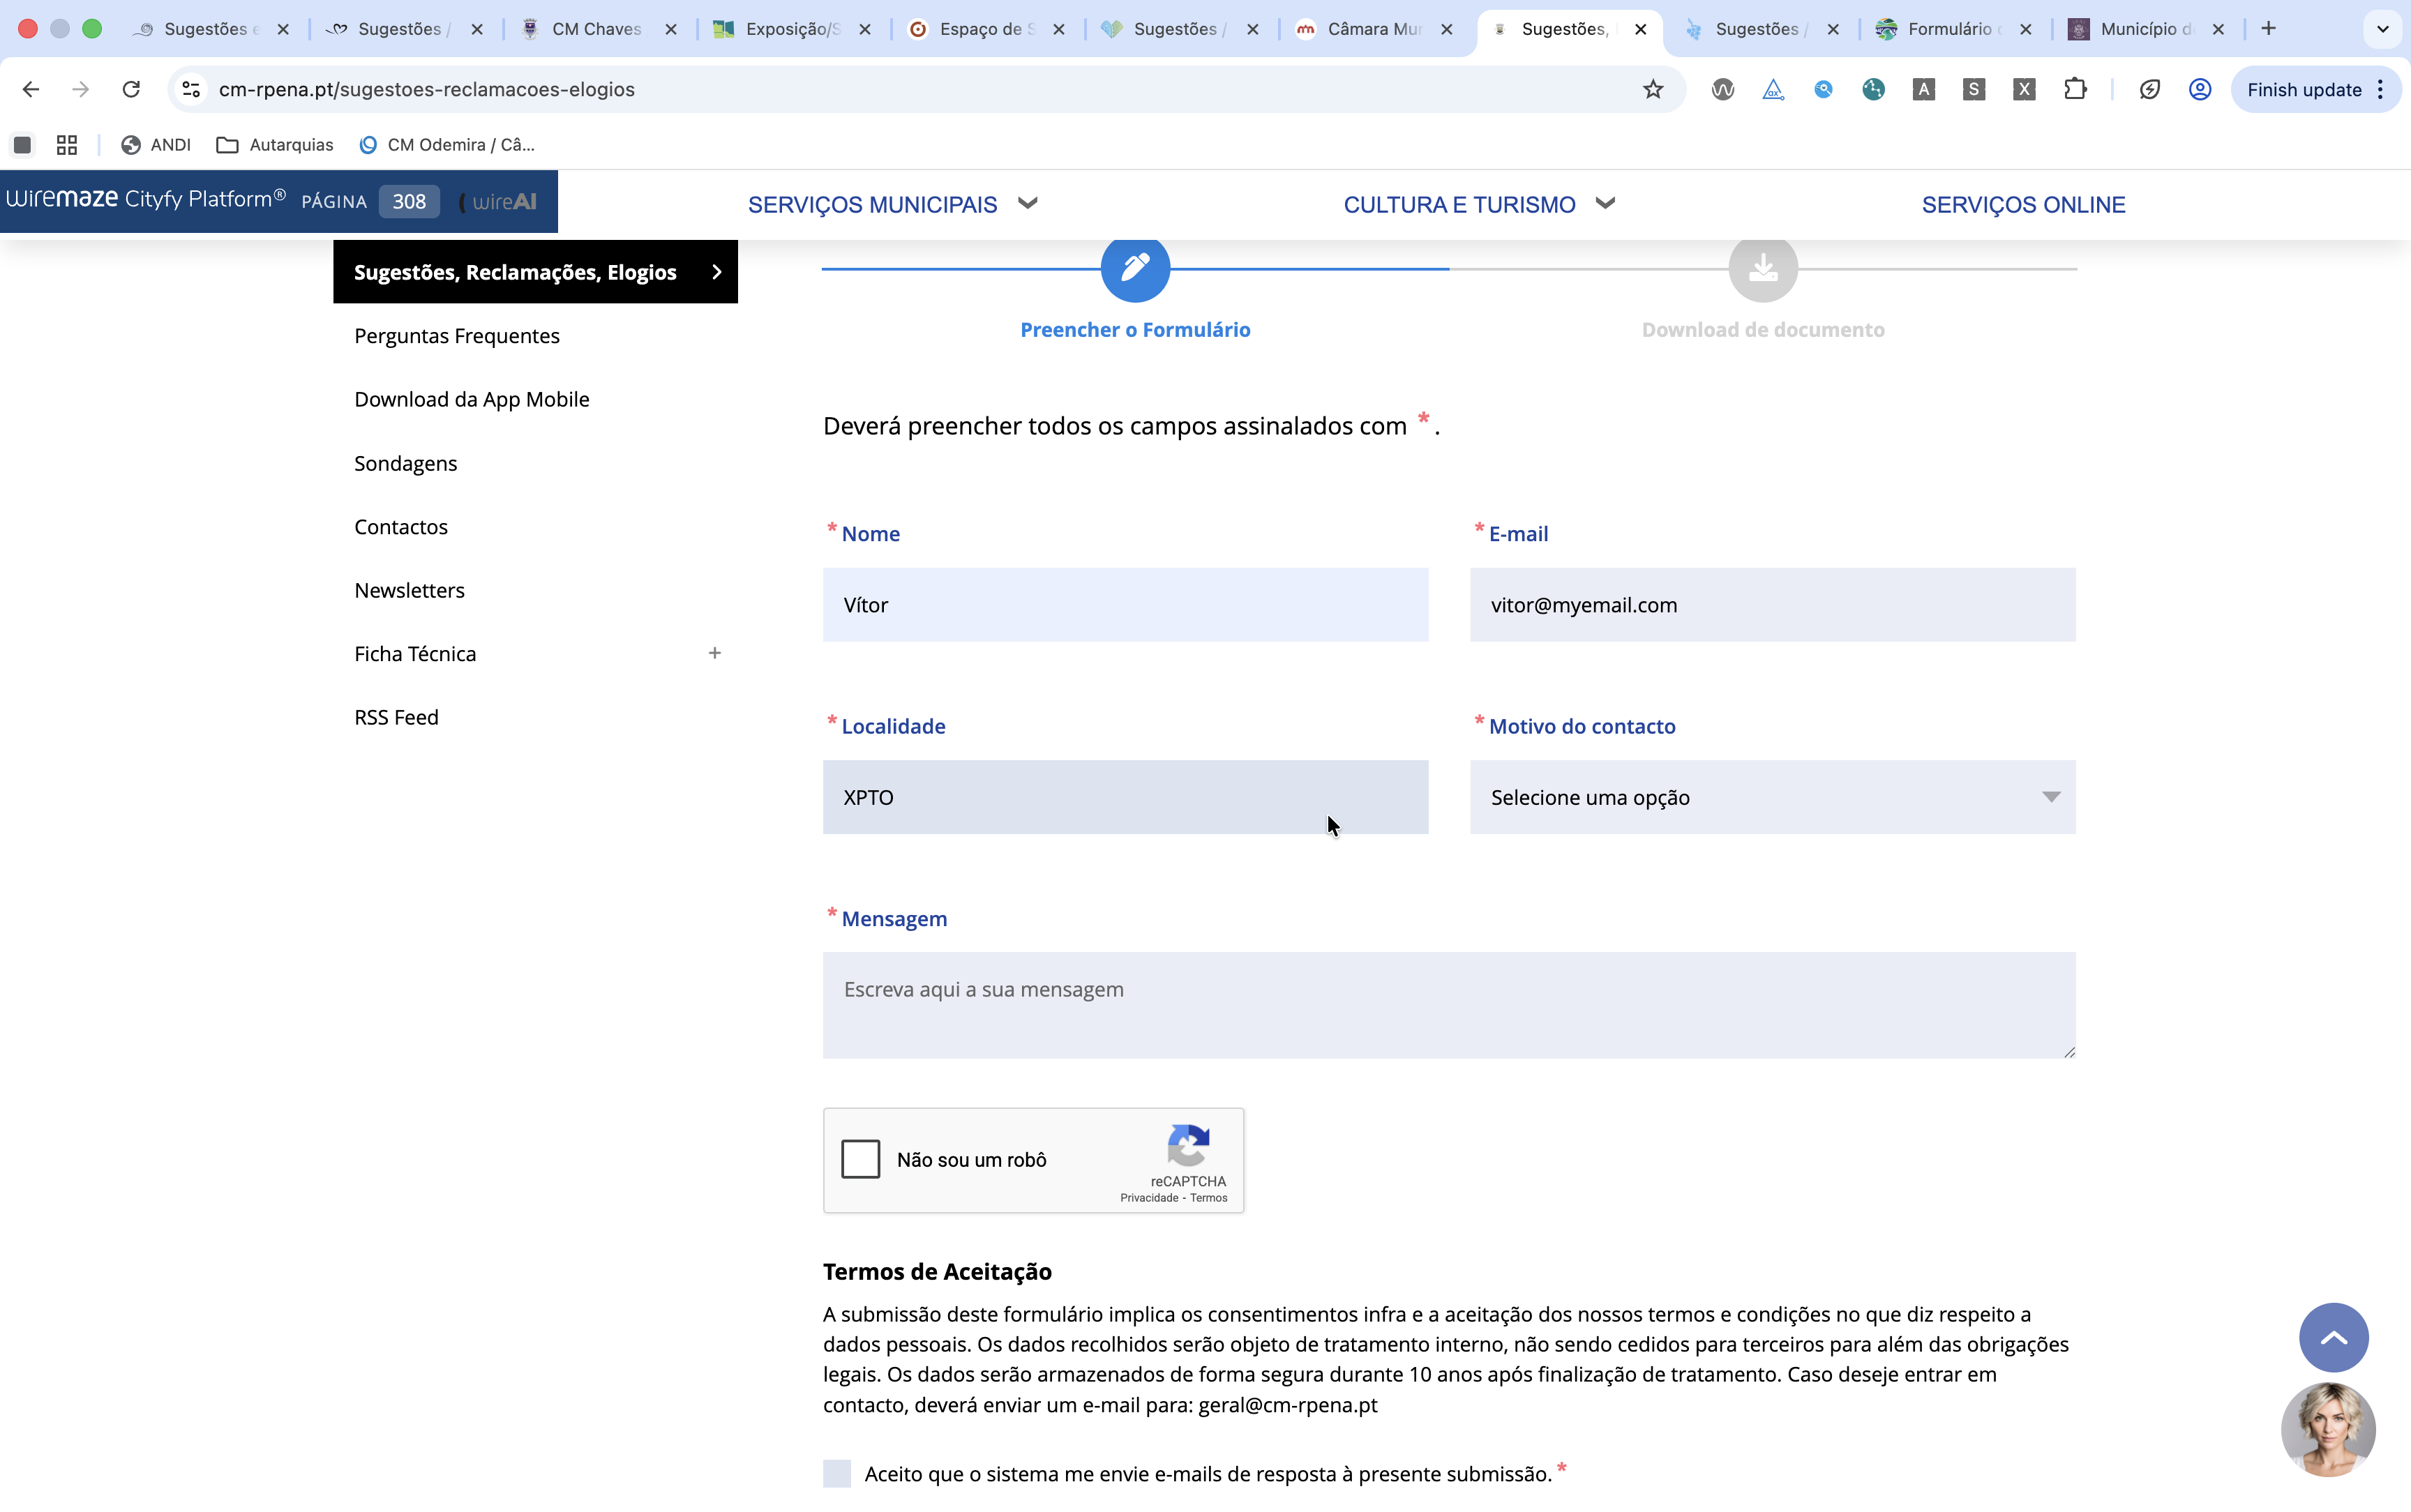 Sugestões e
Sugestões /
CM Chaves
Exposição/S
Espaço de S
Sugestões /
Câmara Mur
Sugestões,
Sugestões /
Formulário c
Município d
cm-rpena.pt/sugestoes-reclamacoes-elogios
Finish update
ANDI
Autarquias
CM Odemira / Câ...
wiremaze Cityfy Platform® PÁGINA 308 wireAI
SERVIÇOS MUNICIPAIS
CULTURA E TURISMO
SERVIÇOS ONLINE
Sugestões, Reclamações, Elogios
Perguntas Frequentes
Download da App Mobile
Sondagens
Contactos
Newsletters
Ficha Técnica +
RSS Feed
Preencher o Formulário
Download de documento
Deverá preencher todos os campos assinalados com * .
* Nome
Vítor
* E-mail
vitor@myemail.com
* Localidade
XPTO
* Motivo do contacto
Selecione uma opção
* Mensagem
Escreva aqui a sua mensagem
Não sou um robô
reCAPTCHA
Privacidade - Termos
Termos de Aceitação
A submissão deste formulário implica os consentimentos infra e a aceitação dos nossos termos e condições no que diz respeito a
dados pessoais. Os dados recolhidos serão objeto de tratamento interno, não sendo cedidos para terceiros para além das obrigações
legais. Os dados serão armazenados de forma segura durante 10 anos após finalização de tratamento. Caso deseje entrar em
contacto, deverá enviar um e-mail para: geral@cm-rpena.pt
Aceito que o sistema me envie e-mails de resposta à presente submissão. *